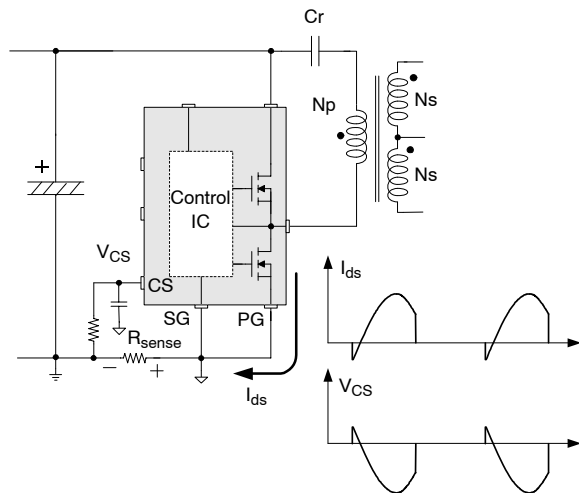 Cr
Np
Ns
Ns
+
Control
IC
V_CS
CS
SG
PG
R_sense
− +
I_ds
I_ds
V_CS